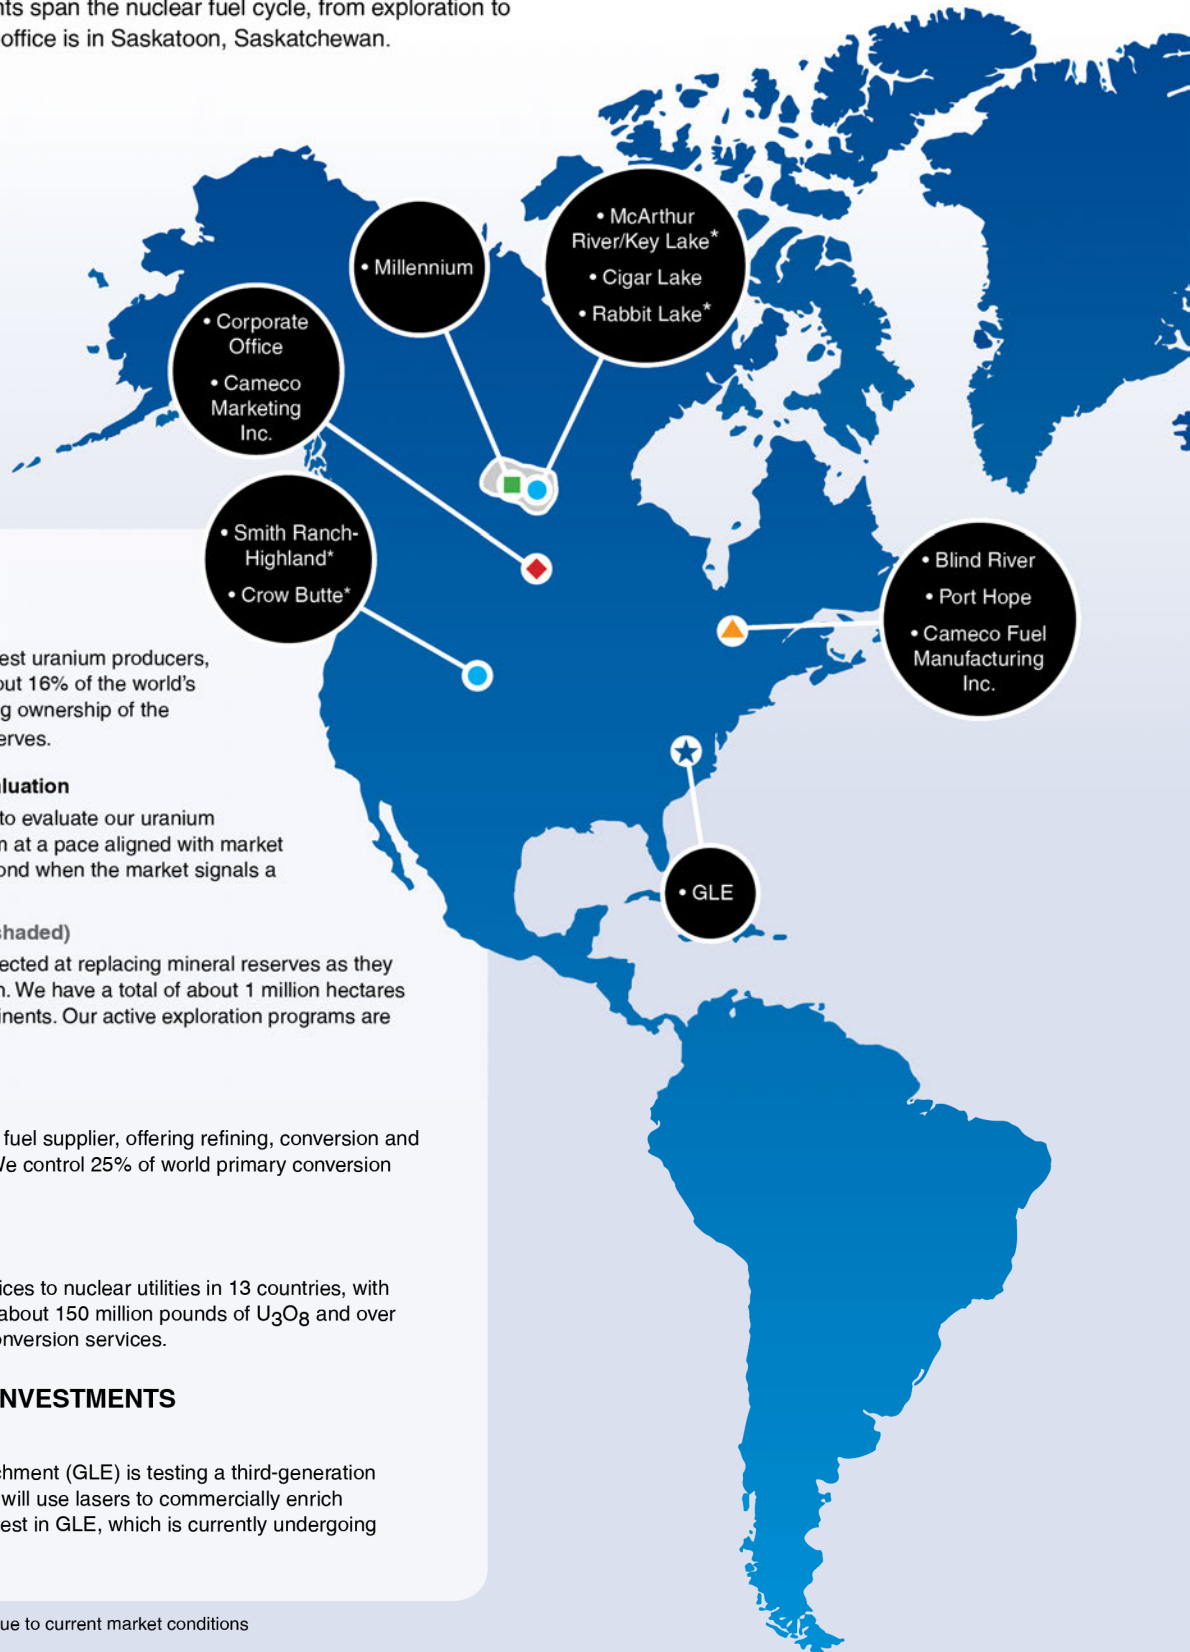 nts span the nuclear fuel cycle, from exploration to
office is in Saskatoon, Saskatchewan.
• McArthur
River/Key Lake*
• Cigar Lake
• Rabbit Lake*
• Millennium
• Corporate
Office
• Cameco
Marketing
Inc.
• Smith Ranch-
Highland*
• Crow Butte*
• Blind River
• Port Hope
• Cameco Fuel
Manufacturing
Inc.
• GLE
est uranium producers,
out 16% of the world's
g ownership of the
erves.
luation
to evaluate our uranium
n at a pace aligned with market
ond when the market signals a
shaded)
ected at replacing mineral reserves as they
n. We have a total of about 1 million hectares
inents. Our active exploration programs are
fuel supplier, offering refining, conversion and
We control 25% of world primary conversion
ices to nuclear utilities in 13 countries, with
about 150 million pounds of U3O8 and over
onversion services.
NVESTMENTS
chment (GLE) is testing a third-generation
will use lasers to commercially enrich
est in GLE, which is currently undergoing
ue to current market conditions